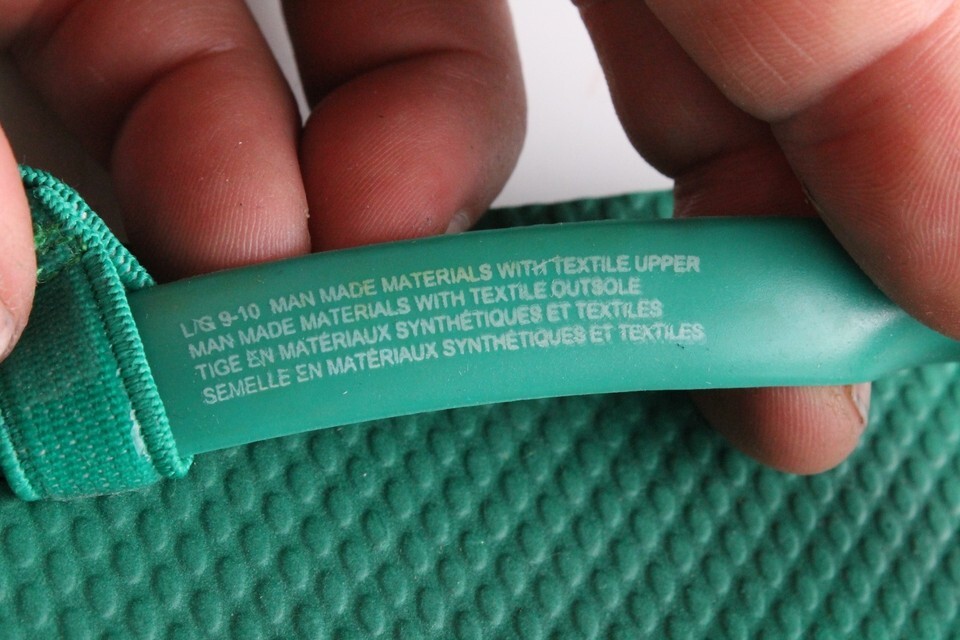 L/G 9-10 MAN MADE MATERIALS WITH TEXTILE UPPER
MAN MADE MATERIALS WITH TEXTILE OUTSOLE
TIGE EN MATÉRIAUX SYNTHÉTIQUES ET TEXTILES
SEMELLE EN MATÉRIAUX SYNTHÉTIQUES ET TEXTILES